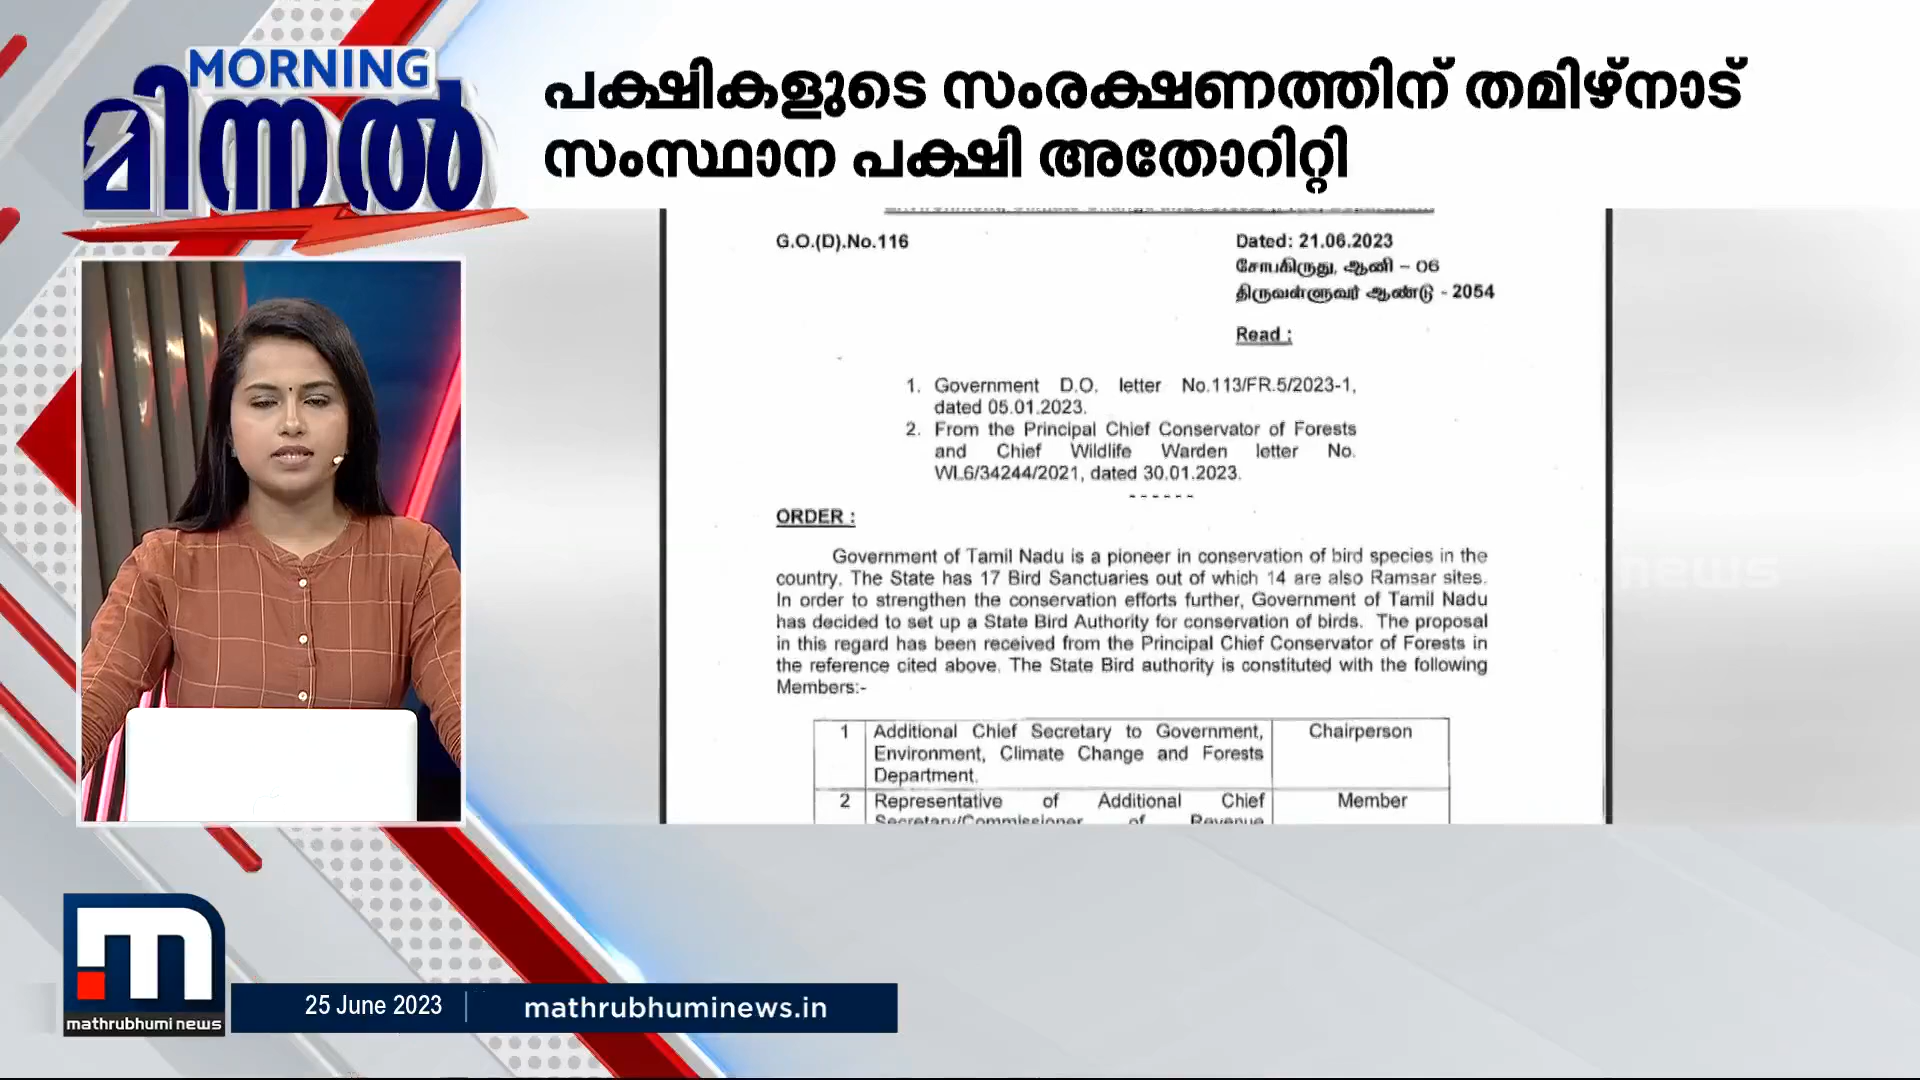 MORNING
മിന്നൽ
പക്ഷികളുടെ സംരക്ഷണത്തിന് തമിഴ്നാട്
സംസ്ഥാന പക്ഷി അതോറിറ്റി
G.O.(D).No.116
Dated: 21.06.2023
சோபகிருது, ஆனி – 06
திருவள்ளுவர் ஆண்டு - 2054
Read :
1. Government D.O. letter No.113/FR.5/2023-1,
dated 05.01.2023.
2. From the Principal Chief Conservator of Forests
and Chief Wildlife Warden letter No.
WL6/34244/2021, dated 30.01.2023.
------
ORDER :
Government of Tamil Nadu is a pioneer in conservation of bird species in the
country. The State has 17 Bird Sanctuaries out of which 14 are also Ramsar sites.
In order to strengthen the conservation efforts further, Government of Tamil Nadu
has decided to set up a State Bird Authority for conservation of birds. The proposal
in this regard has been received from the Principal Chief Conservator of Forests in
the reference cited above. The State Bird authority is constituted with the following
Members:-
1 Additional Chief Secretary to Government, Chairperson
Environment, Climate Change and Forests
Department.
2 Representative of Additional Chief Member
Secretary/Commissioner of Revenue
news
mathrubhumi news
25 June 2023
mathrubhuminews.in